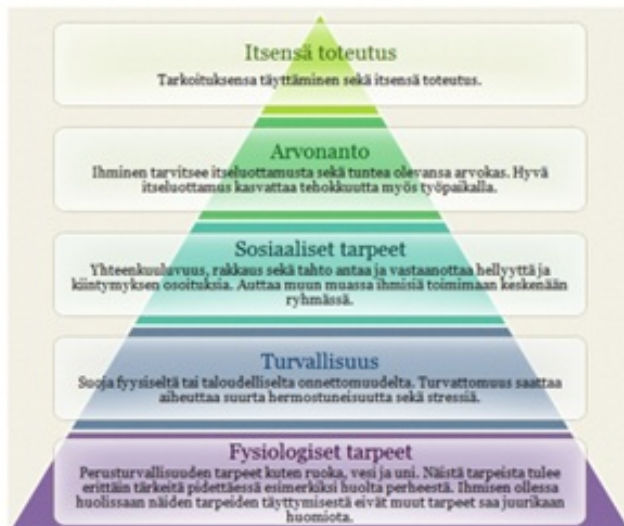 Itsensä toteutus
Tarkoituksensa täyttäminen sekä itsensä toteutus.
Arvonanto
Ihminen tarvitsee itseluottamusta sekä tuntea olevansa arvokas. Hyvä
itseluottamus kasvattaa tehokkuutta myös työpaikalla.
Sosiaaliset tarpeet
Yhteenkuuluvuus, rakkaus sekä tahto antaa ja vastaanottaa hellyyttä ja
kiintymyksen osoituksia. Auttaa muun muassa ihmisiä toimimaan keskenään
ryhmässä.
Turvallisuus
Suoja fyysiseltä tai taloudelliselta onnettomuudelta. Turvattomuus saattaa
aiheuttaa suurta hermostuneisuutta sekä stressiä.
Fysiologiset tarpeet
Perusturvallisuuden tarpeet kuten ruoka, vesi ja uni. Näistä tarpeista tulee
erittäin tärkeitä pidettäessä esimerkiksi huolta perheestä. Ihmisen ollessa
huolissaan näiden tarpeiden täyttymisestä eivät muut tarpeet saa juurikaan
huomiota.